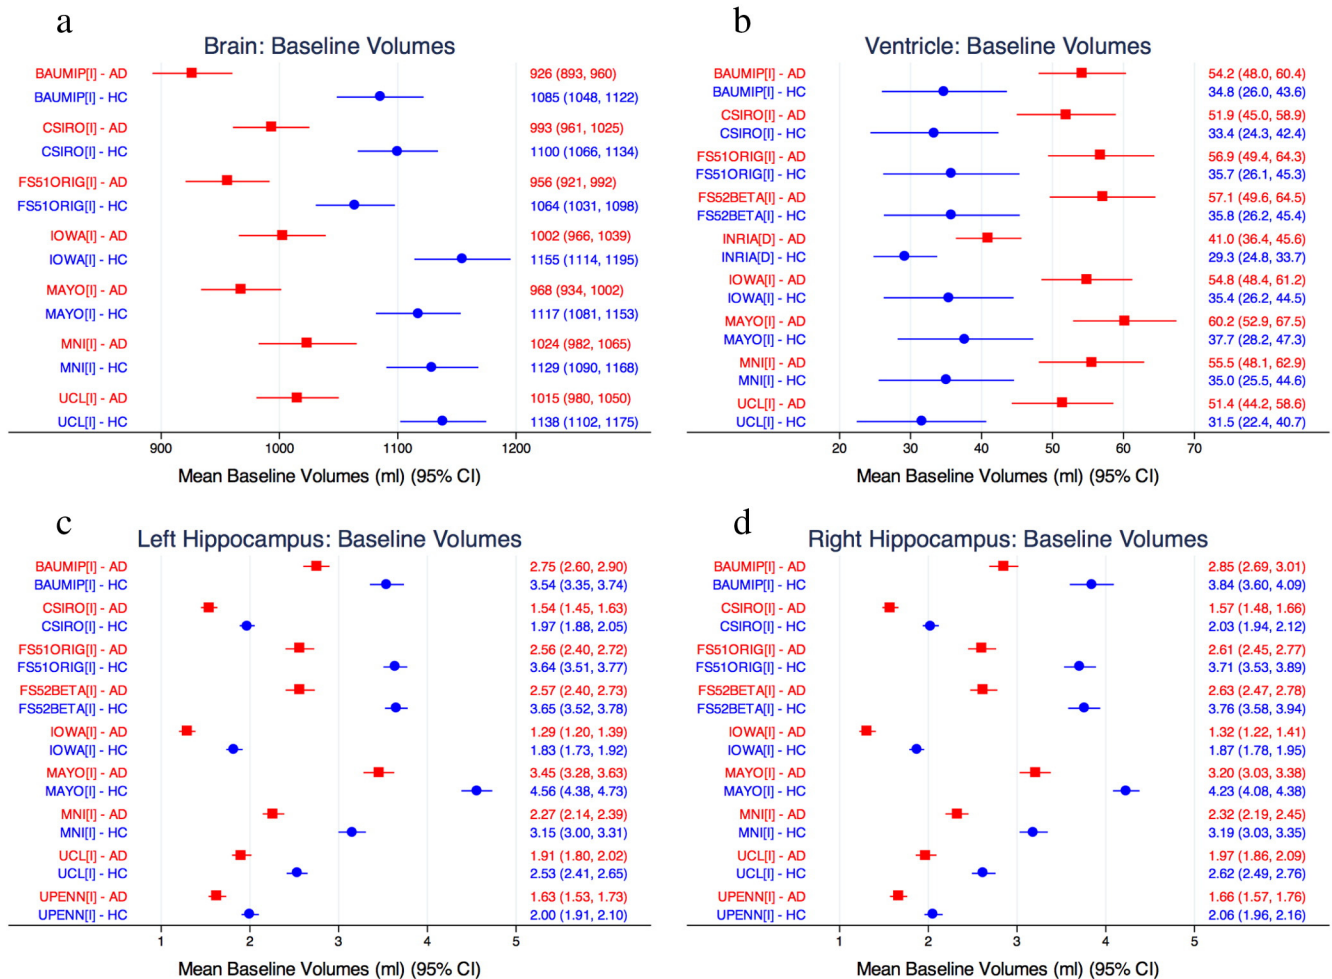 a
Brain: Baseline Volumes
BAUMIP[I] - AD 926 (893, 960)
BAUMIP[I] - HC 1085 (1048, 1122)
CSIRO[I] - AD 993 (961, 1025)
CSIRO[I] - HC 1100 (1066, 1134)
FS51ORIG[I] - AD 956 (921, 992)
FS51ORIG[I] - HC 1064 (1031, 1098)
IOWA[I] - AD 1002 (966, 1039)
IOWA[I] - HC 1155 (1114, 1195)
MAYO[I] - AD 968 (934, 1002)
MAYO[I] - HC 1117 (1081, 1153)
MNI[I] - AD 1024 (982, 1065)
MNI[I] - HC 1129 (1090, 1168)
UCL[I] - AD 1015 (980, 1050)
UCL[I] - HC 1138 (1102, 1175)
900 1000 1100 1200
Mean Baseline Volumes (ml) (95% CI)
b
Ventricle: Baseline Volumes
BAUMIP[I] - AD 54.2 (48.0, 60.4)
BAUMIP[I] - HC 34.8 (26.0, 43.6)
CSIRO[I] - AD 51.9 (45.0, 58.9)
CSIRO[I] - HC 33.4 (24.3, 42.4)
FS51ORIG[I] - AD 56.9 (49.4, 64.3)
FS51ORIG[I] - HC 35.7 (26.1, 45.3)
FS52BETA[I] - AD 57.1 (49.6, 64.5)
FS52BETA[I] - HC 35.8 (26.2, 45.4)
INRIA[D] - AD 41.0 (36.4, 45.6)
INRIA[D] - HC 29.3 (24.8, 33.7)
IOWA[I] - AD 54.8 (48.4, 61.2)
IOWA[I] - HC 35.4 (26.2, 44.5)
MAYO[I] - AD 60.2 (52.9, 67.5)
MAYO[I] - HC 37.7 (28.2, 47.3)
MNI[I] - AD 55.5 (48.1, 62.9)
MNI[I] - HC 35.0 (25.5, 44.6)
UCL[I] - AD 51.4 (44.2, 58.6)
UCL[I] - HC 31.5 (22.4, 40.7)
20 30 40 50 60 70
Mean Baseline Volumes (ml) (95% CI)
c
Left Hippocampus: Baseline Volumes
BAUMIP[I] - AD 2.75 (2.60, 2.90)
BAUMIP[I] - HC 3.54 (3.35, 3.74)
CSIRO[I] - AD 1.54 (1.45, 1.63)
CSIRO[I] - HC 1.97 (1.88, 2.05)
FS51ORIG[I] - AD 2.56 (2.40, 2.72)
FS51ORIG[I] - HC 3.64 (3.51, 3.77)
FS52BETA[I] - AD 2.57 (2.40, 2.73)
FS52BETA[I] - HC 3.65 (3.52, 3.78)
IOWA[I] - AD 1.29 (1.20, 1.39)
IOWA[I] - HC 1.83 (1.73, 1.92)
MAYO[I] - AD 3.45 (3.28, 3.63)
MAYO[I] - HC 4.56 (4.38, 4.73)
MNI[I] - AD 2.27 (2.14, 2.39)
MNI[I] - HC 3.15 (3.00, 3.31)
UCL[I] - AD 1.91 (1.80, 2.02)
UCL[I] - HC 2.53 (2.41, 2.65)
UPENN[I] - AD 1.63 (1.53, 1.73)
UPENN[I] - HC 2.00 (1.91, 2.10)
1 2 3 4 5
Mean Baseline Volumes (ml) (95% CI)
d
Right Hippocampus: Baseline Volumes
BAUMIP[I] - AD 2.85 (2.69, 3.01)
BAUMIP[I] - HC 3.84 (3.60, 4.09)
CSIRO[I] - AD 1.57 (1.48, 1.66)
CSIRO[I] - HC 2.03 (1.94, 2.12)
FS51ORIG[I] - AD 2.61 (2.45, 2.77)
FS51ORIG[I] - HC 3.71 (3.53, 3.89)
FS52BETA[I] - AD 2.63 (2.47, 2.78)
FS52BETA[I] - HC 3.76 (3.58, 3.94)
IOWA[I] - AD 1.32 (1.22, 1.41)
IOWA[I] - HC 1.87 (1.78, 1.95)
MAYO[I] - AD 3.20 (3.03, 3.38)
MAYO[I] - HC 4.23 (4.08, 4.38)
MNI[I] - AD 2.32 (2.19, 2.45)
MNI[I] - HC 3.19 (3.03, 3.35)
UCL[I] - AD 1.97 (1.86, 2.09)
UCL[I] - HC 2.62 (2.49, 2.76)
UPENN[I] - AD 1.66 (1.57, 1.76)
UPENN[I] - HC 2.06 (1.96, 2.16)
1 2 3 4 5
Mean Baseline Volumes (ml) (95% CI)